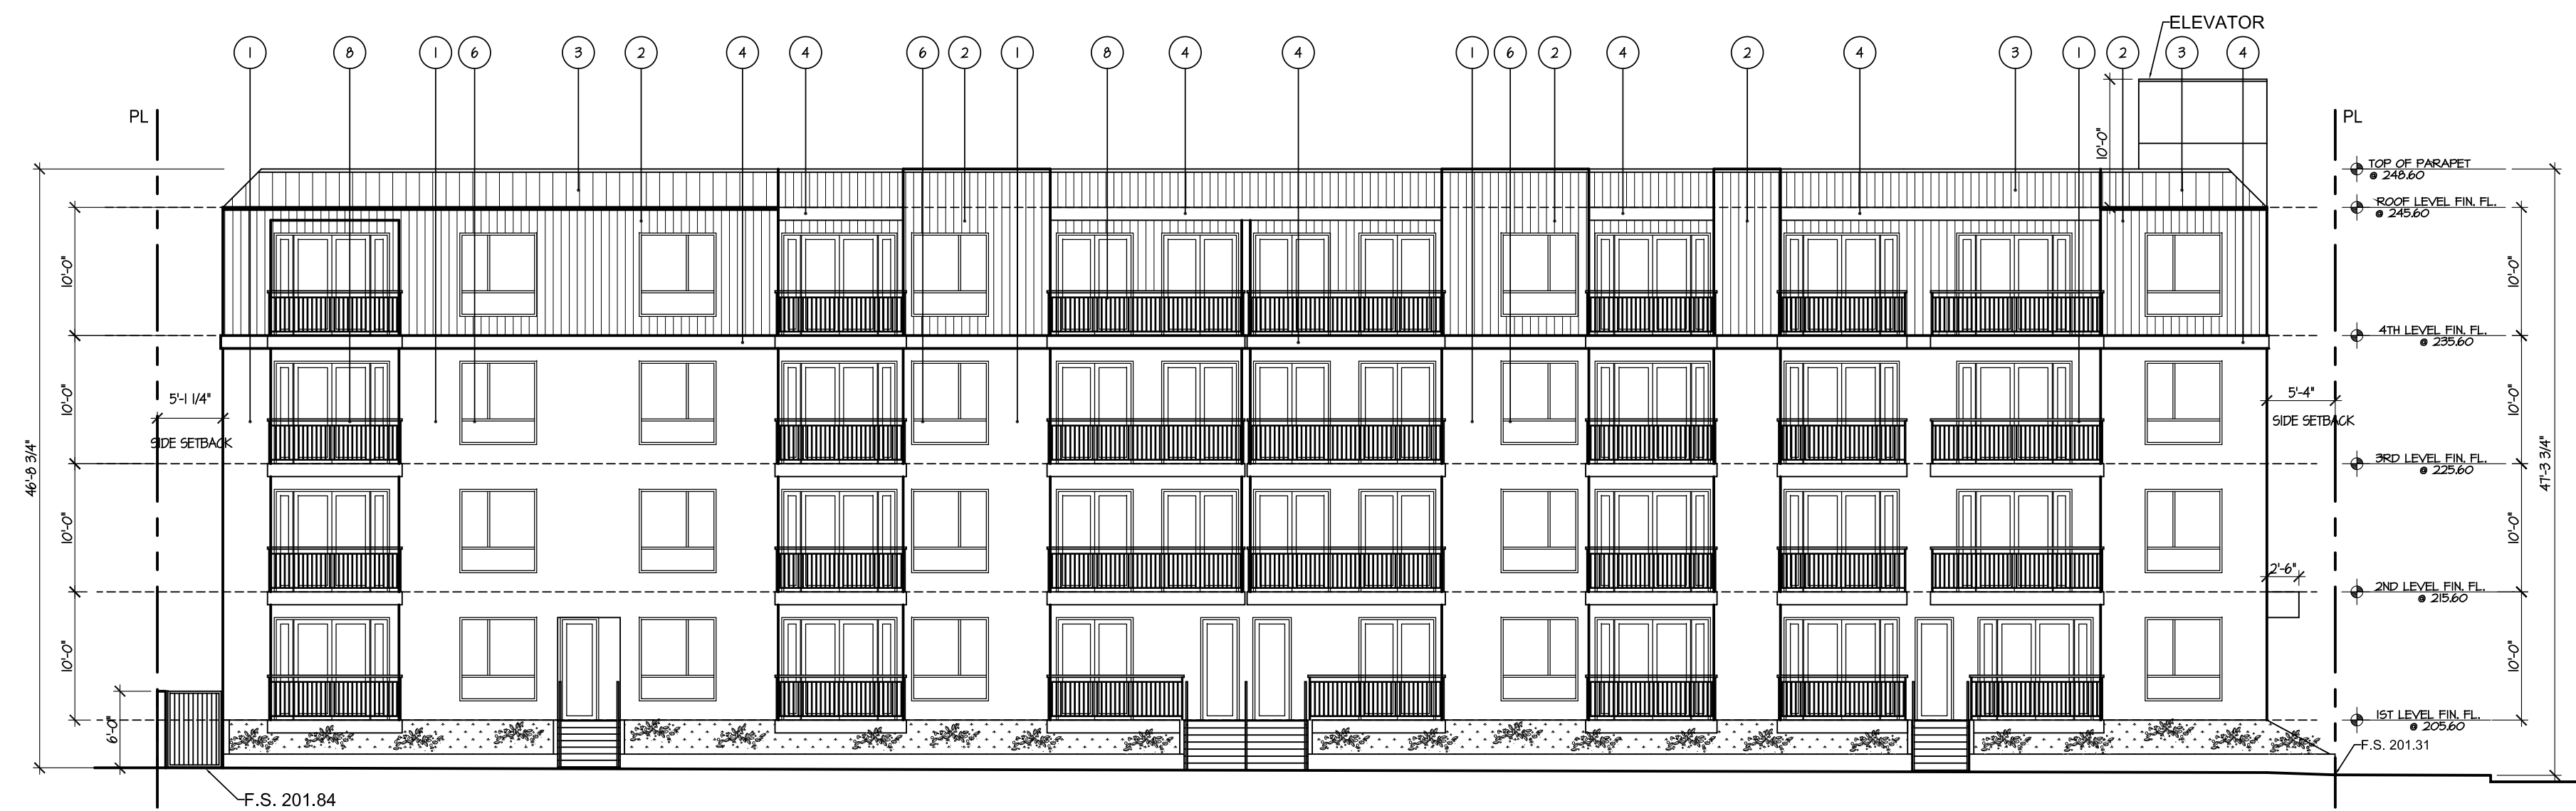 ELEVATOR
1 8 1 6 3 2 4 4 6 2 1 8 4 4 1 6 2 4 2 4 3 1 2 3 4
PL
PL
10'-0"
TOP OF PARAPET
@ 248.60
ROOF LEVEL FIN. FL.
@ 245.60
10'-0"
10'-0"
4TH LEVEL FIN. FL.
@ 235.60
5'-1 1/4"
SIDE SETBACK
10'-0"
5'-4"
SIDE SETBACK
10'-0"
46'-8 3/4"
47'-3 3/4"
3RD LEVEL FIN. FL.
@ 225.60
10'-0"
10'-0"
2'-6"
2ND LEVEL FIN. FL.
@ 215.60
10'-0"
10'-0"
6'-0"
1ST LEVEL FIN. FL.
@ 205.60
F.S. 201.31
F.S. 201.84